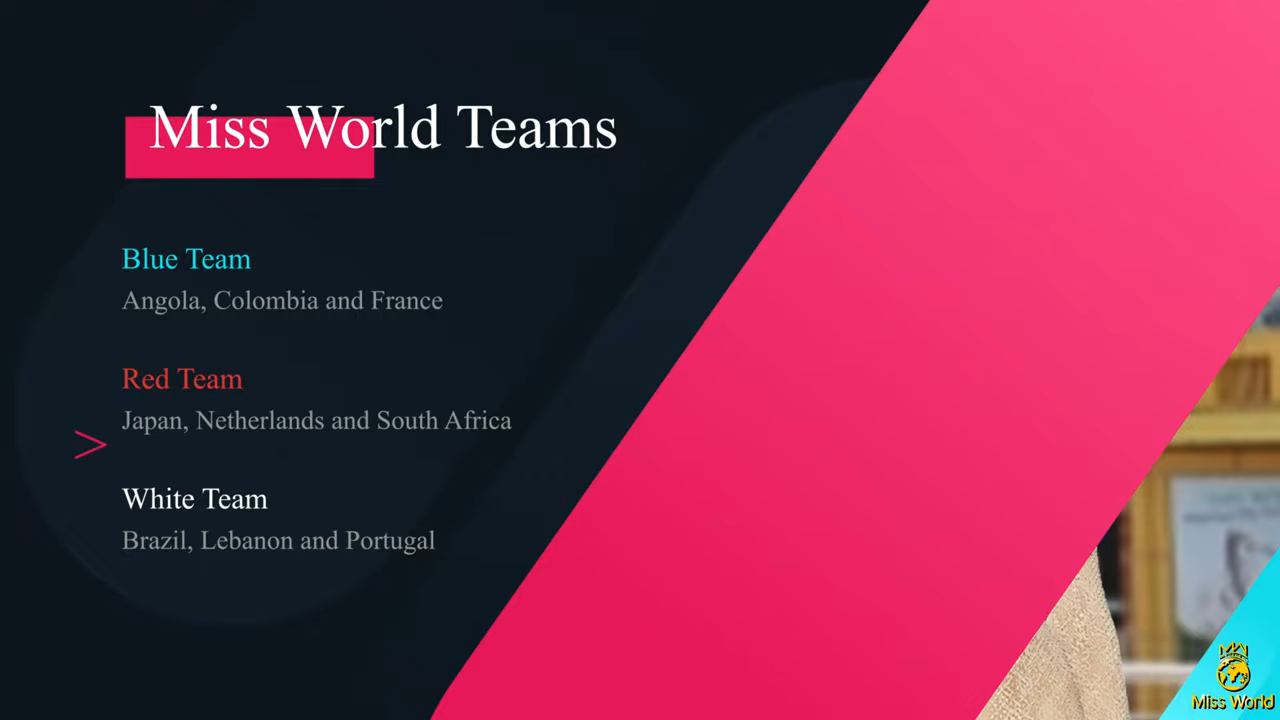 Miss World Teams
Blue Team
Angola, Colombia and France
Red Team
Japan, Netherlands and South Africa
>
White Team
Brazil, Lebanon and Portugal
Miss World